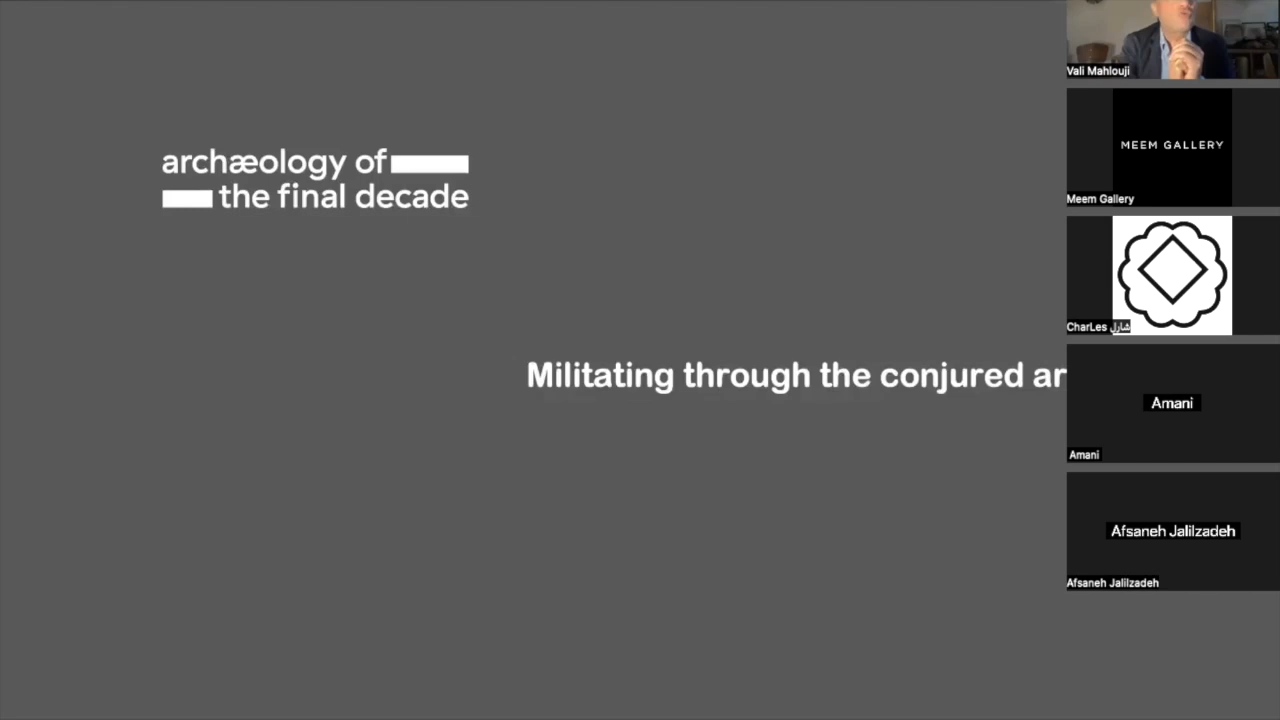 archæology of
the final decade
Militating through the conjured ar
Vali Mahlouji
MEEM GALLERY
Meem Gallery
CharLes شارل
Amani
Amani
Afsaneh Jalilzadeh
Afsaneh Jalilzadeh